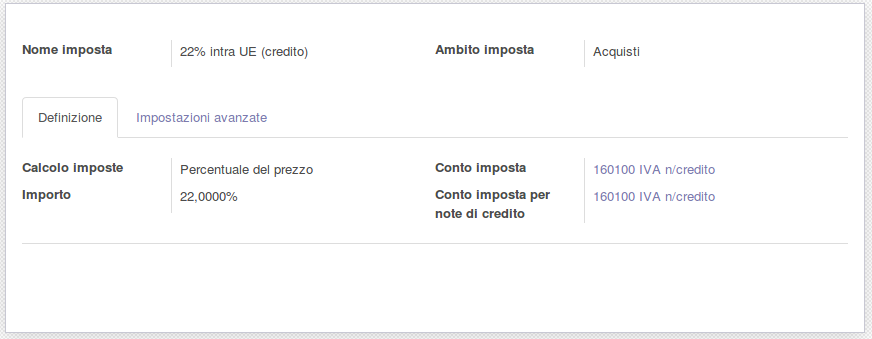 Nome imposta 22% intra UE (credito) Ambito imposta Acquisti
Definizione Impostazioni avanzate
Calcolo imposte Percentuale del prezzo Conto imposta 160100 IVA n/credito
Importo 22,0000% Conto imposta per 160100 IVA n/credito
note di credito